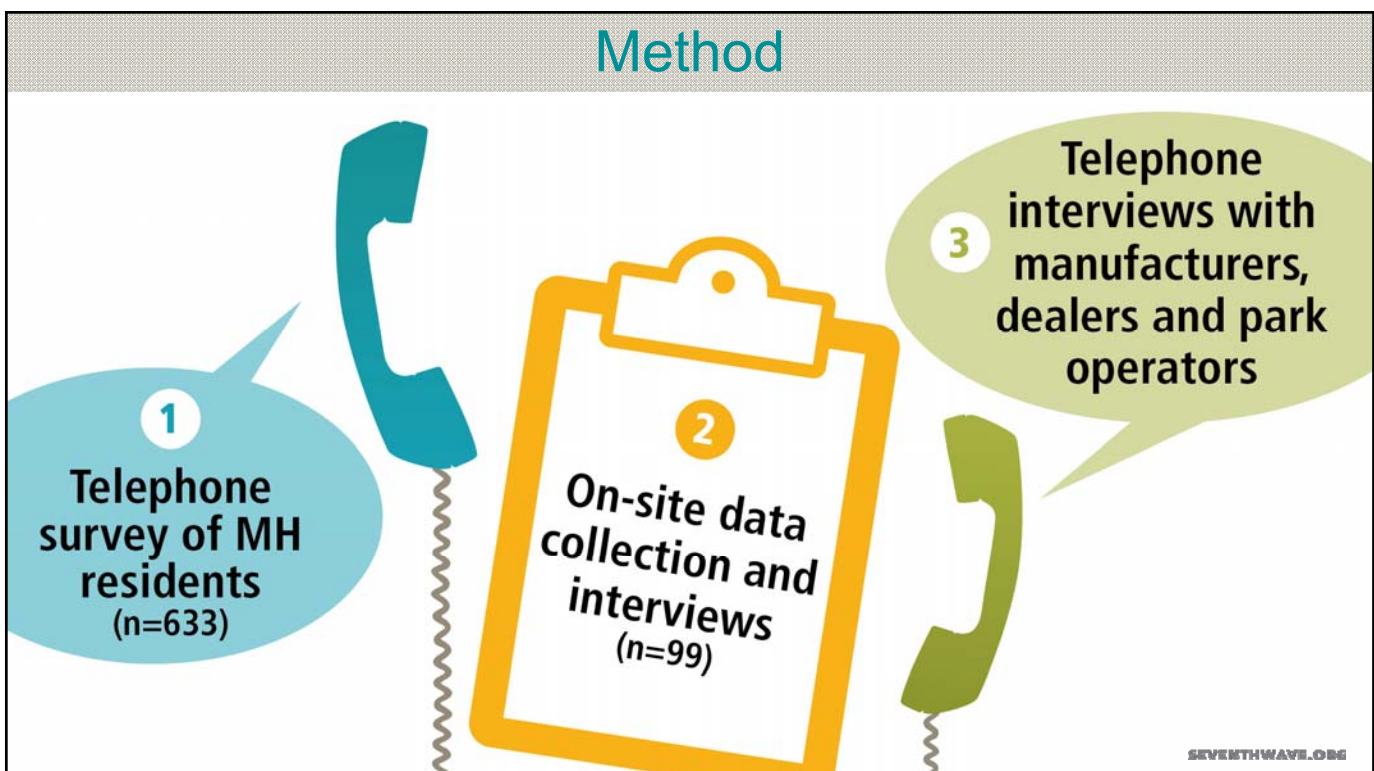 Method
1
Telephone
survey of MH
residents
(n=633)
2
On-site data
collection and
interviews
(n=99)
3
Telephone
interviews with
manufacturers,
dealers and park
operators
SEVENTHWAVE.ORG